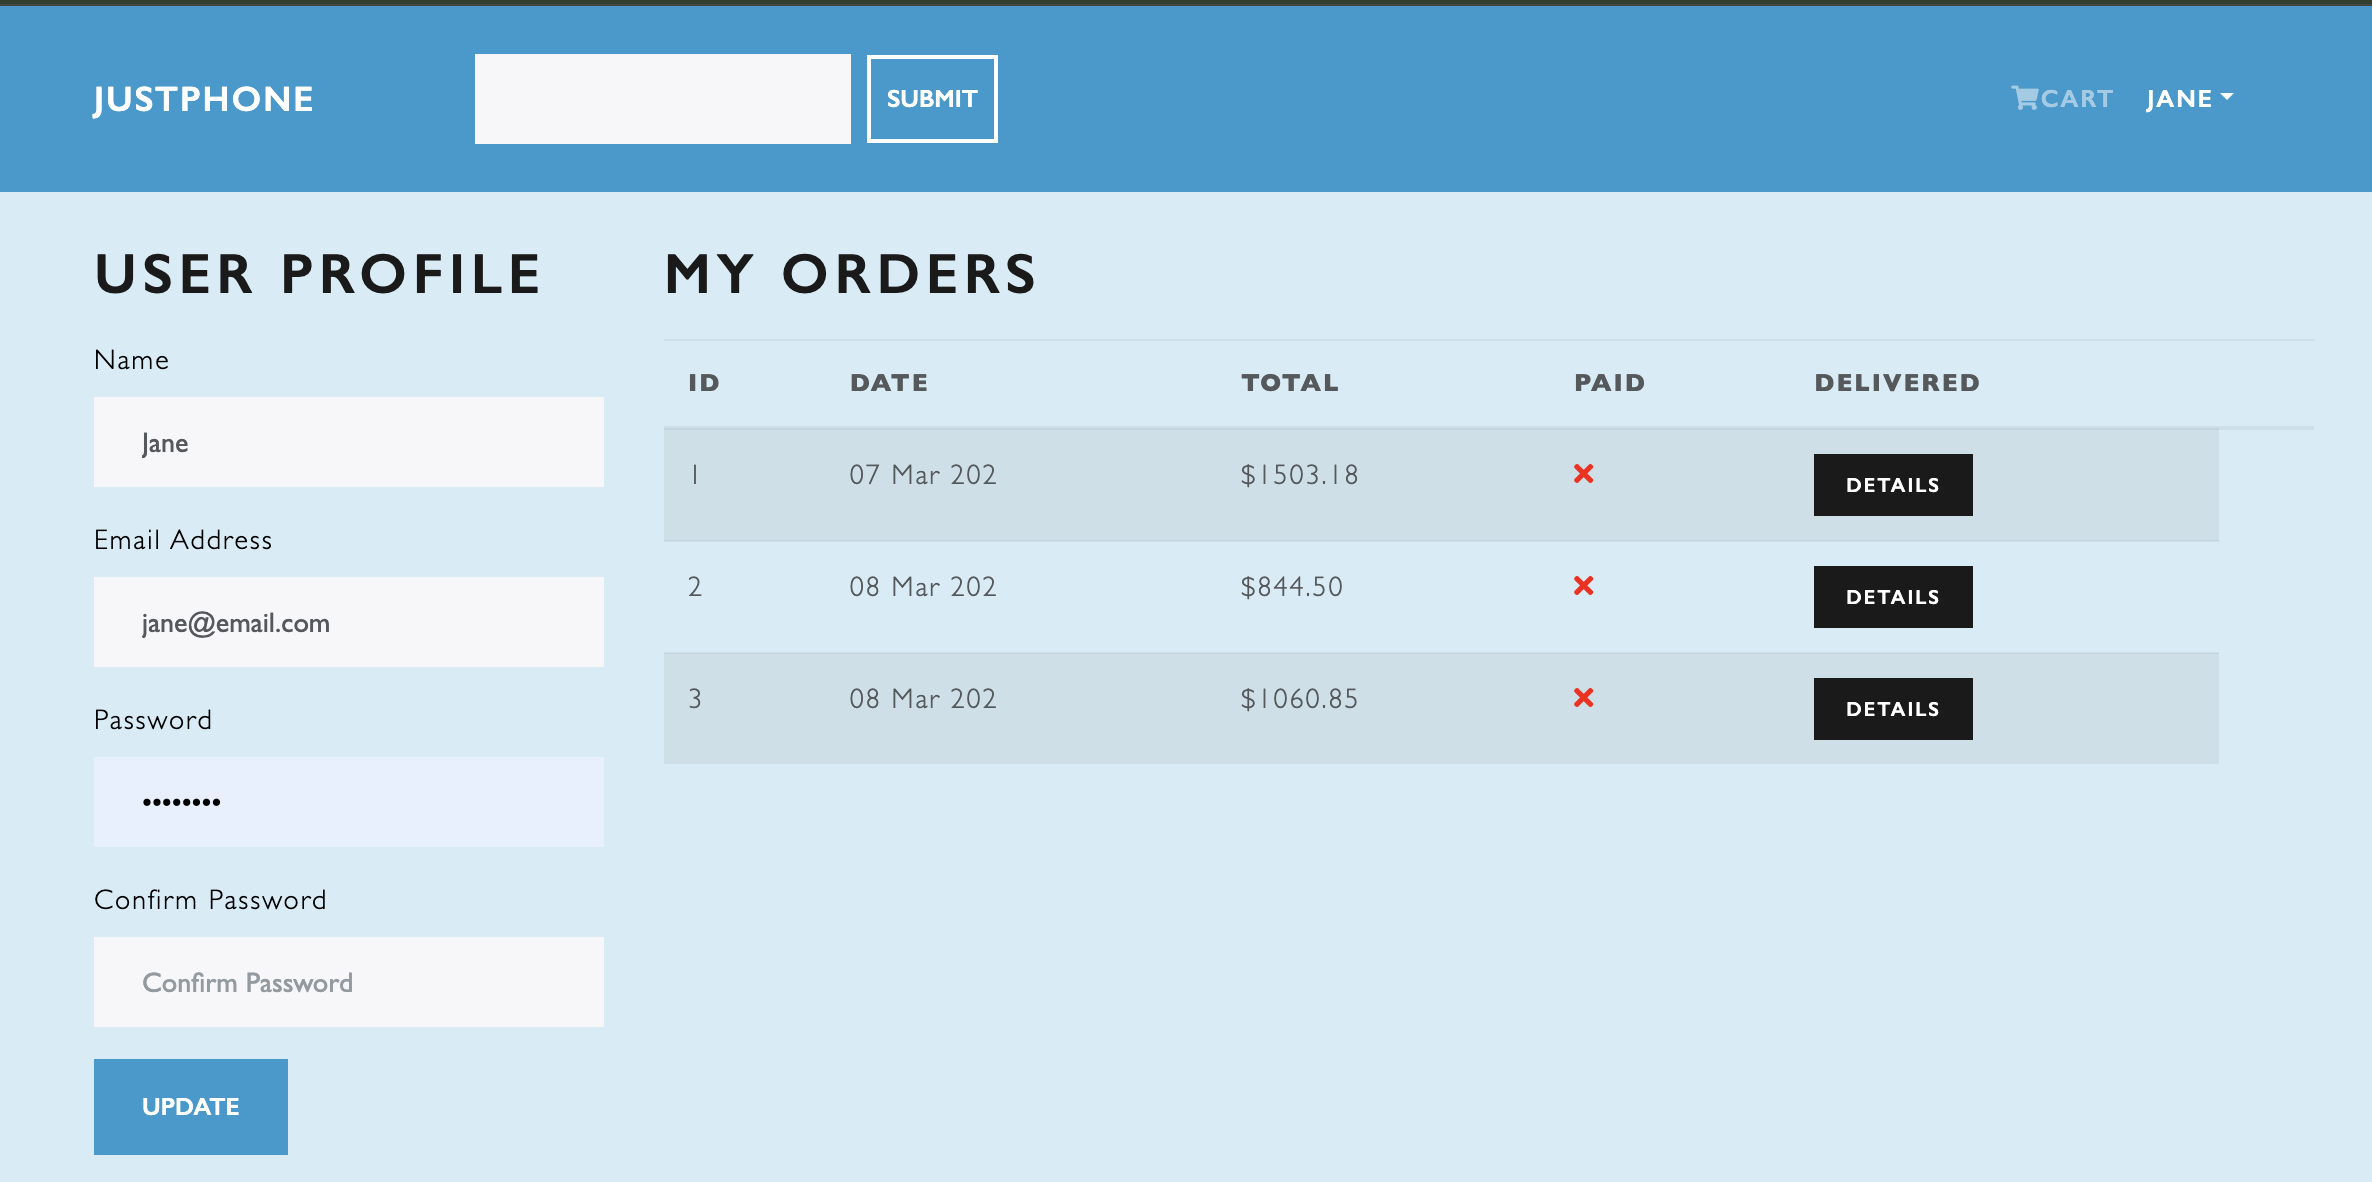 JUSTPHONE SUBMIT CART JANE
USER PROFILE
Name
Jane
Email Address
jane@email.com
Password
••••••••
Confirm Password
Confirm Password
UPDATE
MY ORDERS
ID DATE TOTAL PAID DELIVERED
1 07 Mar 202 $1503.18 DETAILS
2 08 Mar 202 $844.50 DETAILS
3 08 Mar 202 $1060.85 DETAILS